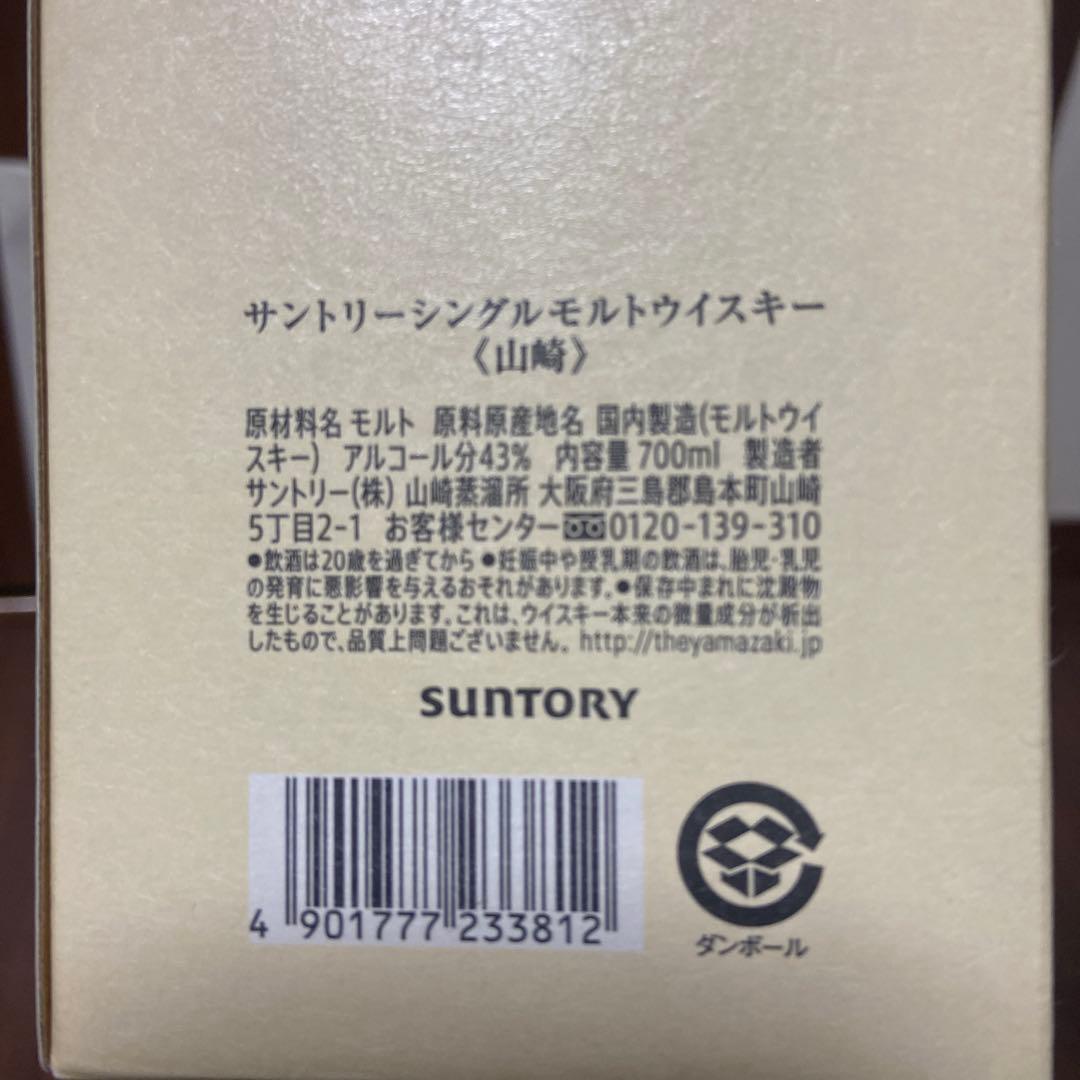 サントリーシングルモルトウイスキー
《山崎》
原材料名 モルト 原料原産地名 国内製造(モルトウイ
スキー) アルコール分43% 内容量 700ml 製造者
サントリー(株) 山崎蒸溜所 大阪府三島郡島本町山崎
5丁目2-1 お客様センター 0120-139-310
●飲酒は20歳を過ぎてから ●妊娠中や授乳期の飲酒は、胎児・乳児
の発育に悪影響を与えるおそれがあります。●保存中まれに沈殿物
を生じることがあります。これは、ウイスキー本来の微量成分が析出
したもので、品質上問題ございません。 http://theyamazaki.jp
SUNTORY
4 901777 233812
ダンボール